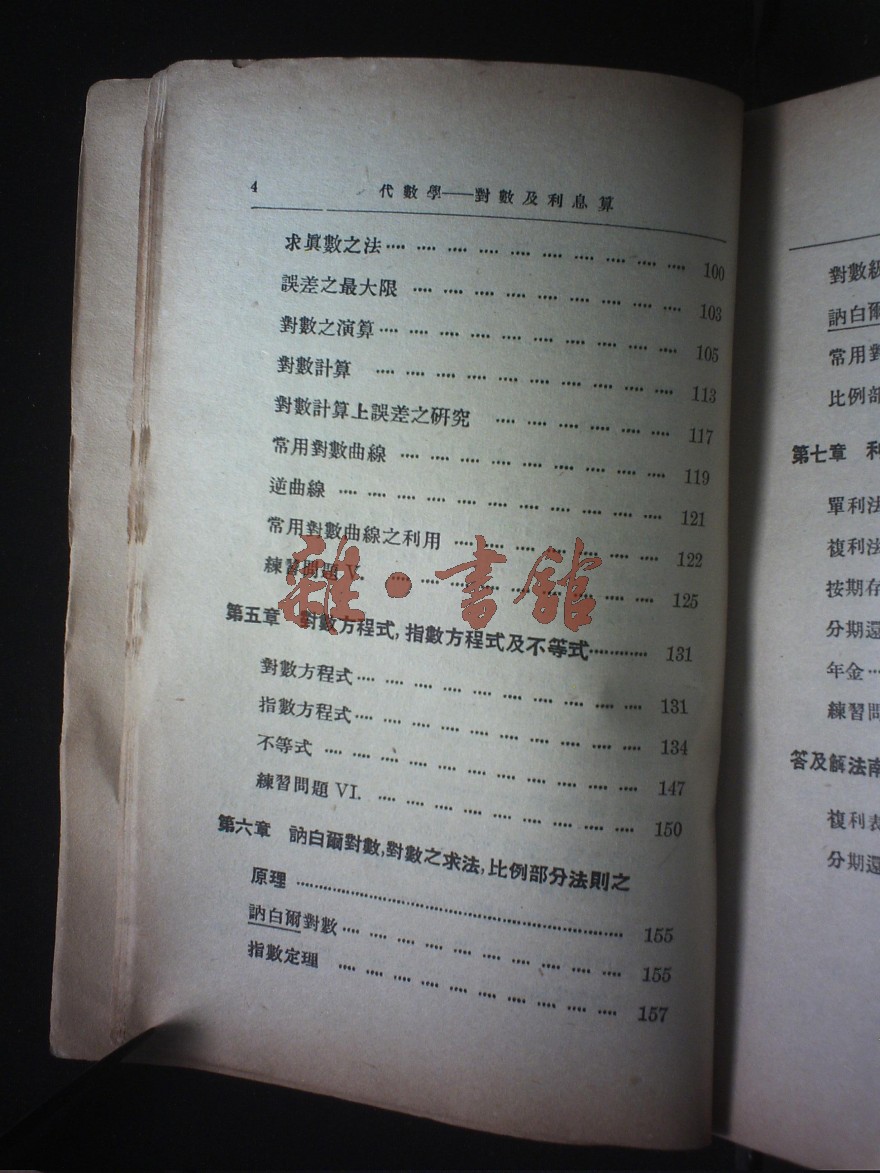 4 代數學——對數及利息算
求眞數之法 ···· ···· ···· ···· ···· ···· ···· ···· ···· ···· 100
誤差之最大限 ···· ···· ···· ···· ···· ···· ···· ···· ···· 103
對數之演算 ···· ···· ···· ···· ···· ···· ···· ···· ···· ···· 105
對數計算 ···· ···· ···· ···· ···· ···· ···· ···· ···· ···· 113
對數計算上誤差之硏究 ···· ···· ···· ···· ···· ···· 117
常用對數曲線 ···· ···· ···· ···· ···· ···· ···· ···· ···· 119
逆曲線 ···· ···· ···· ···· ···· ···· ···· ···· ···· ···· ···· 121
常用對數曲線之利用 ···· ···· ···· ···· ···· ···· ···· 122
練習問題 V. ···· ···· ···· ···· ···· ···· ···· ···· ···· 125
第五章 對數方程式,指數方程式及不等式············ 131
對數方程式 ···· ···· ···· ···· ···· ···· ···· ···· ···· ···· 131
指數方程式 ···· ···· ···· ···· ···· ···· ···· ···· ···· ···· 134
不等式 ···· ···· ···· ···· ···· ···· ···· ···· ···· ···· ···· 147
練習問題 VI. ···· ···· ···· ···· ···· ···· ···· ···· ···· 150
第六章 訥白爾對數,對數之求法,比例部分法則之
原理 ···························································· 155
訥白爾對數 ···· ···· ···· ···· ···· ···· ···· ···· ···· ···· 155
指數定理 ···· ···· ···· ···· ···· ···· ···· ···· ···· ···· 157
雜·書館
對數級
訥白爾
常用對
比例部
第七章 利
單利法
複利法
按期存
分期還
年金···
練習問
答及解法南
複利表
分期還